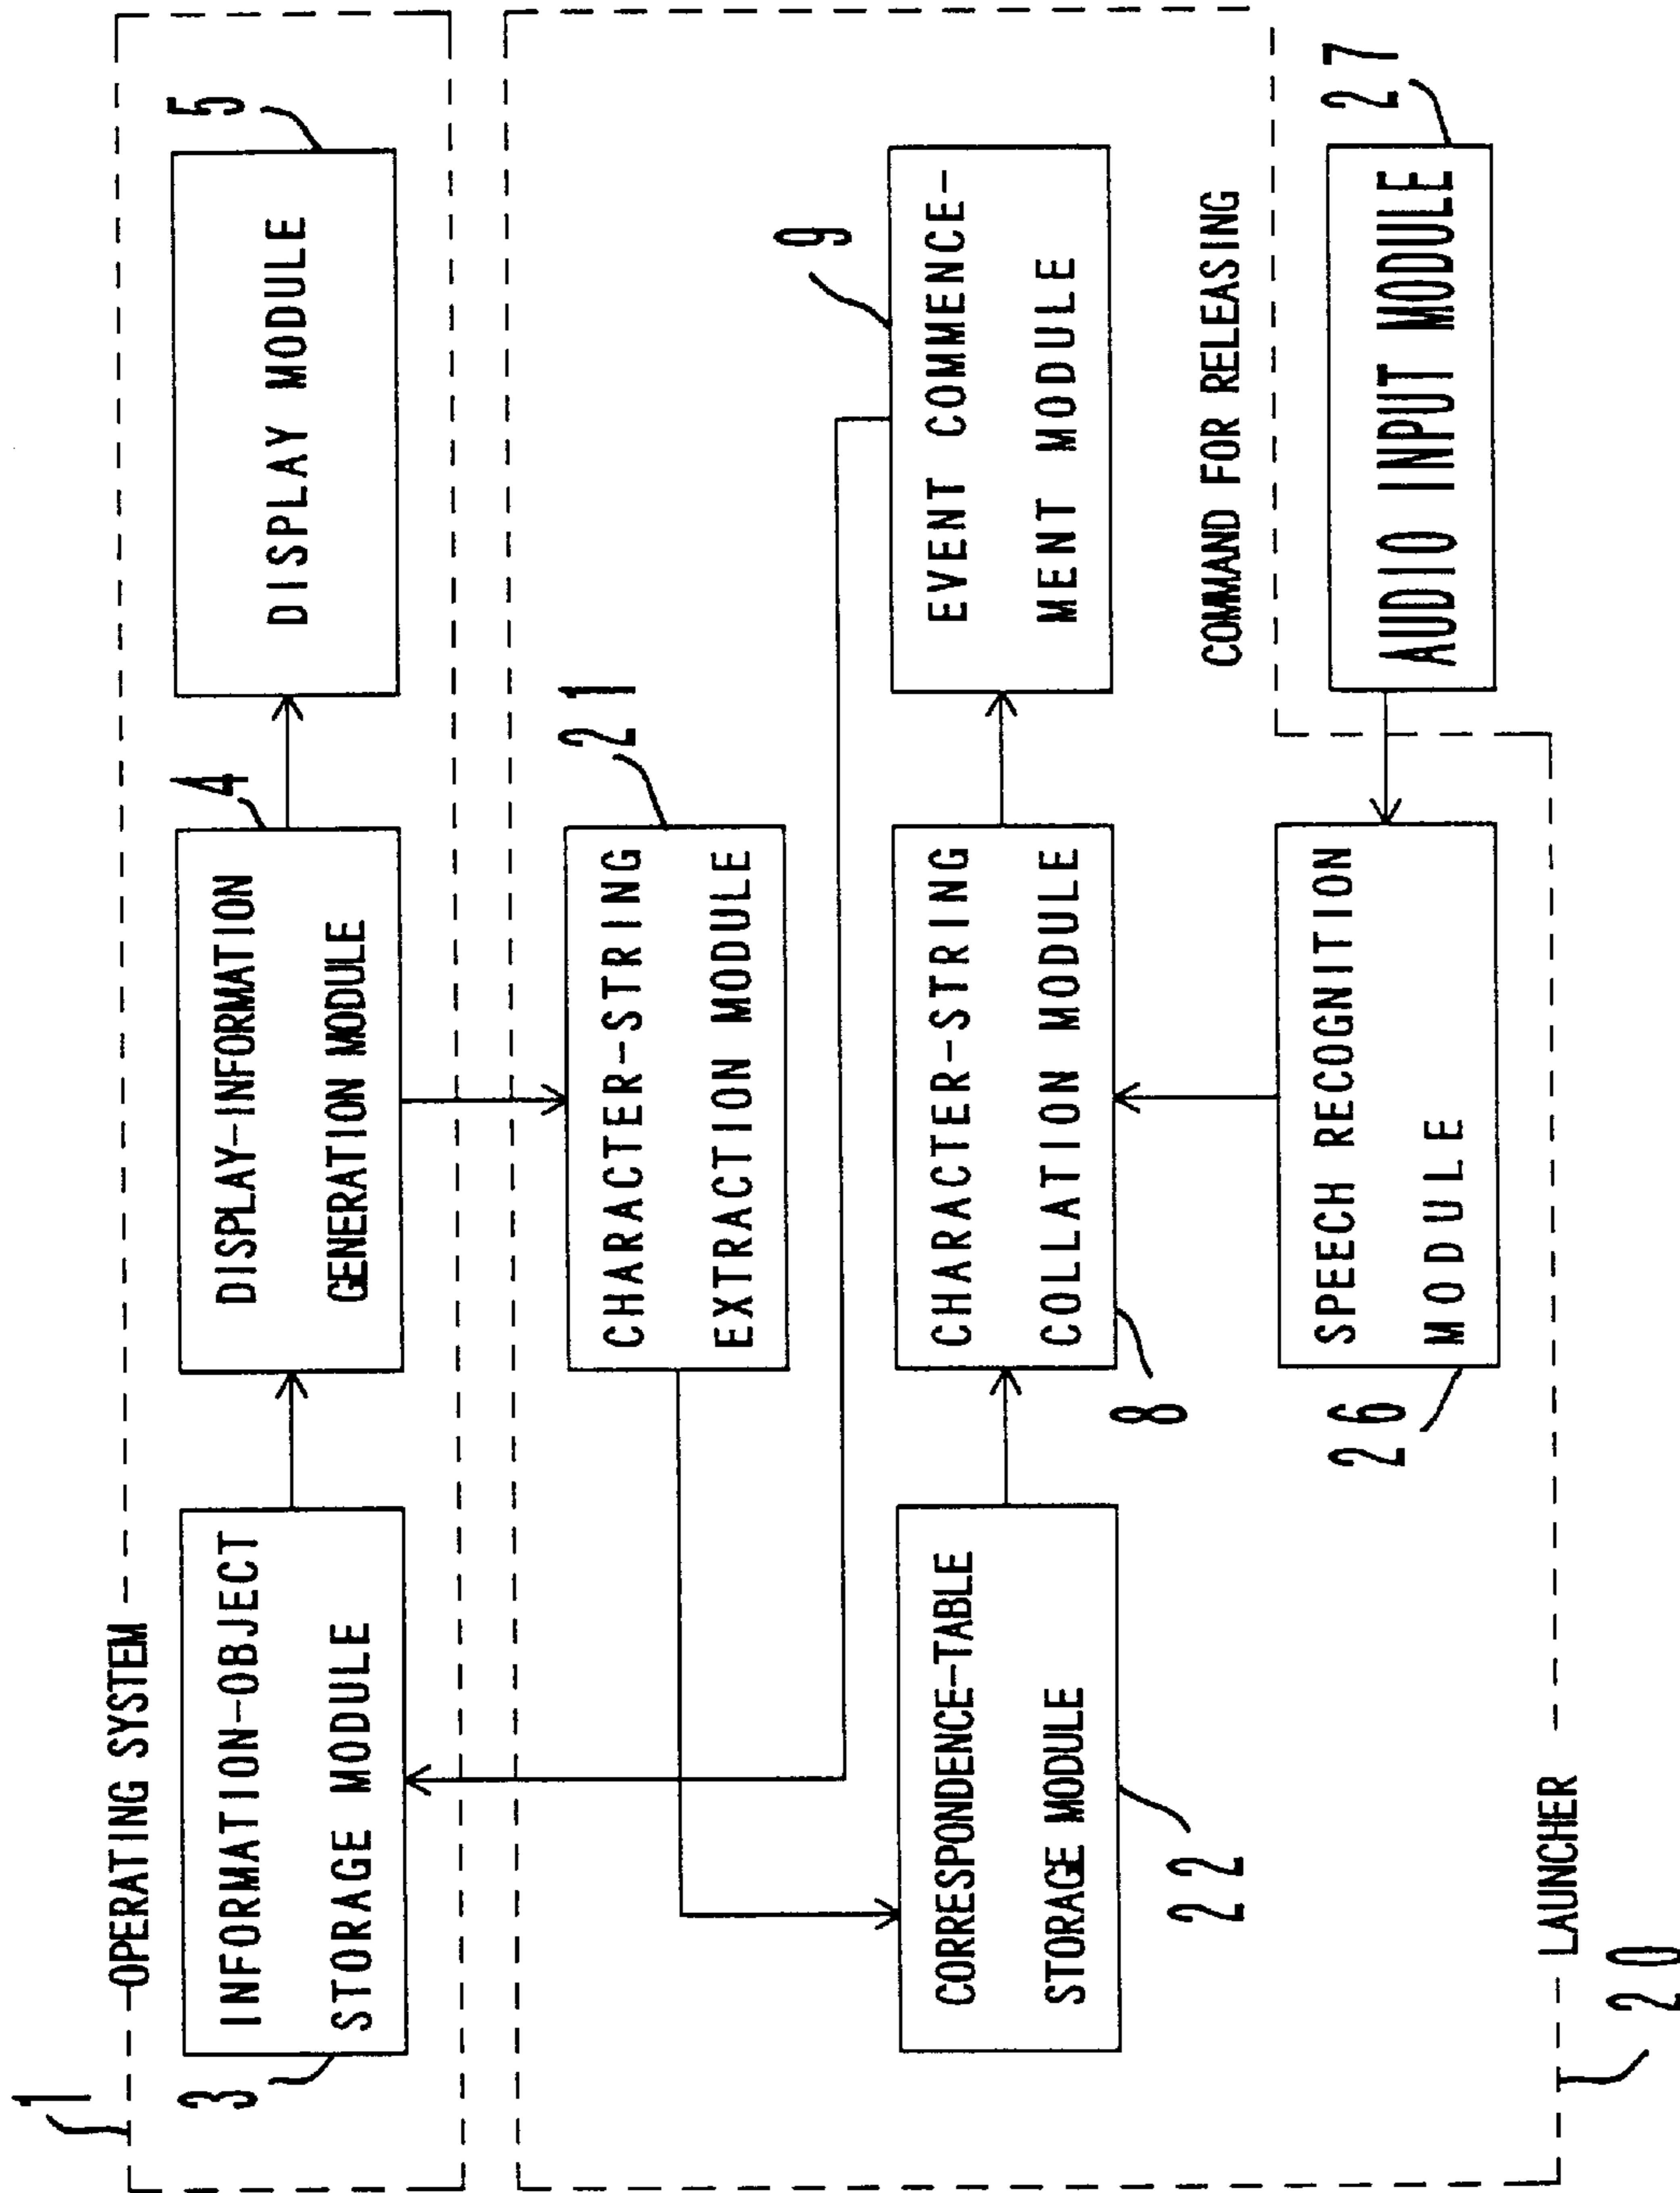 1
OPERATING SYSTEM
3
INFORMATION-OBJECT
STORAGE MODULE
4
DISPLAY-INFORMATION
GENERATION MODULE
5
DISPLAY MODULE
21
CHARACTER-STRING
EXTRACTION MODULE
22
CORRESPONDENCE-TABLE
STORAGE MODULE
8
CHARACTER-STRING
COLLATION MODULE
9
EVENT COMMENCE-
MENT MODULE
COMMAND FOR RELEASING
26
SPEECH RECOGNITION
MODULE
27
AUDIO INPUT MODULE
LAUNCHER
20